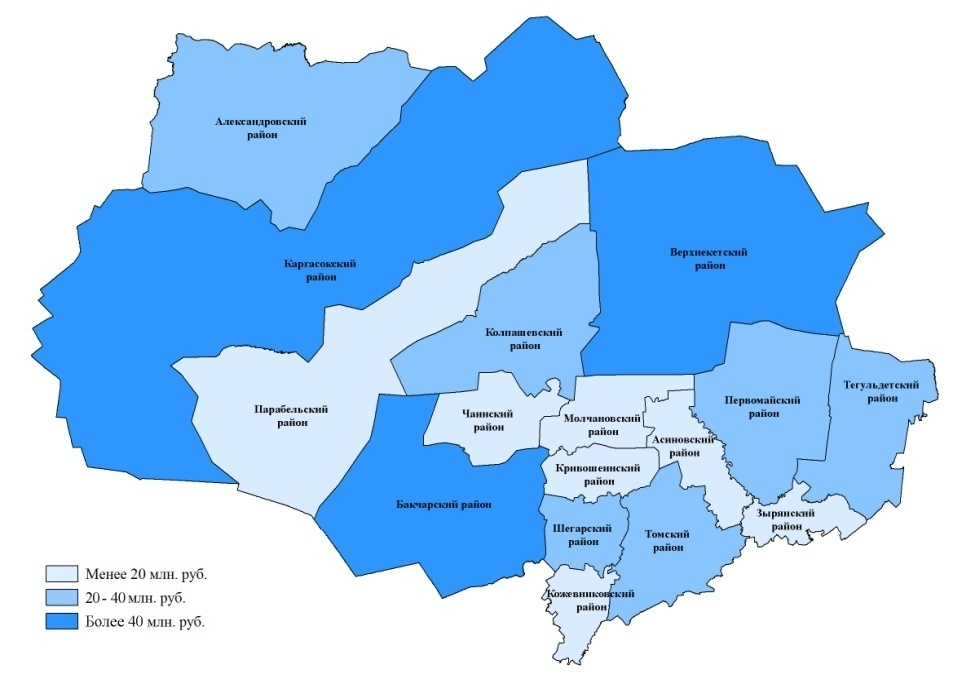 Александровский
район
Каргасокский
район
Верхнекетский
район
Колпашевский
район
Тегульдетский
район
Первомайский
район
Парабельский
район
Чаинский
район
Молчановский
район
Асиновский
район
Кривошеинский
район
Бакчарский район
Зырянский
район
Шегарский
район
Томский
район
Кожевниковский
район
Менее 20 млн. руб.
20 - 40 млн. руб.
Более 40 млн. руб.